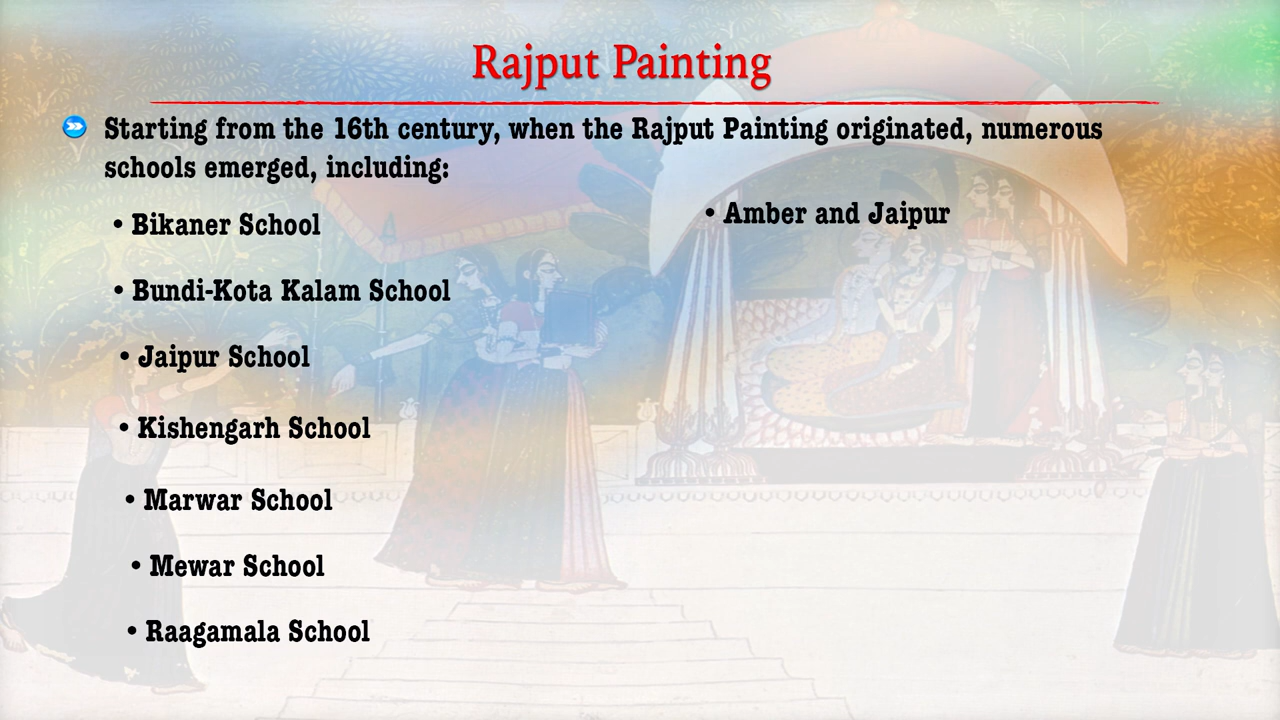 Rajput Painting
Starting from the 16th century, when the Rajput Painting originated, numerous
schools emerged, including:
• Bikaner School
• Bundi-Kota Kalam School
• Jaipur School
• Kishengarh School
• Marwar School
• Mewar School
• Raagamala School
• Amber and Jaipur